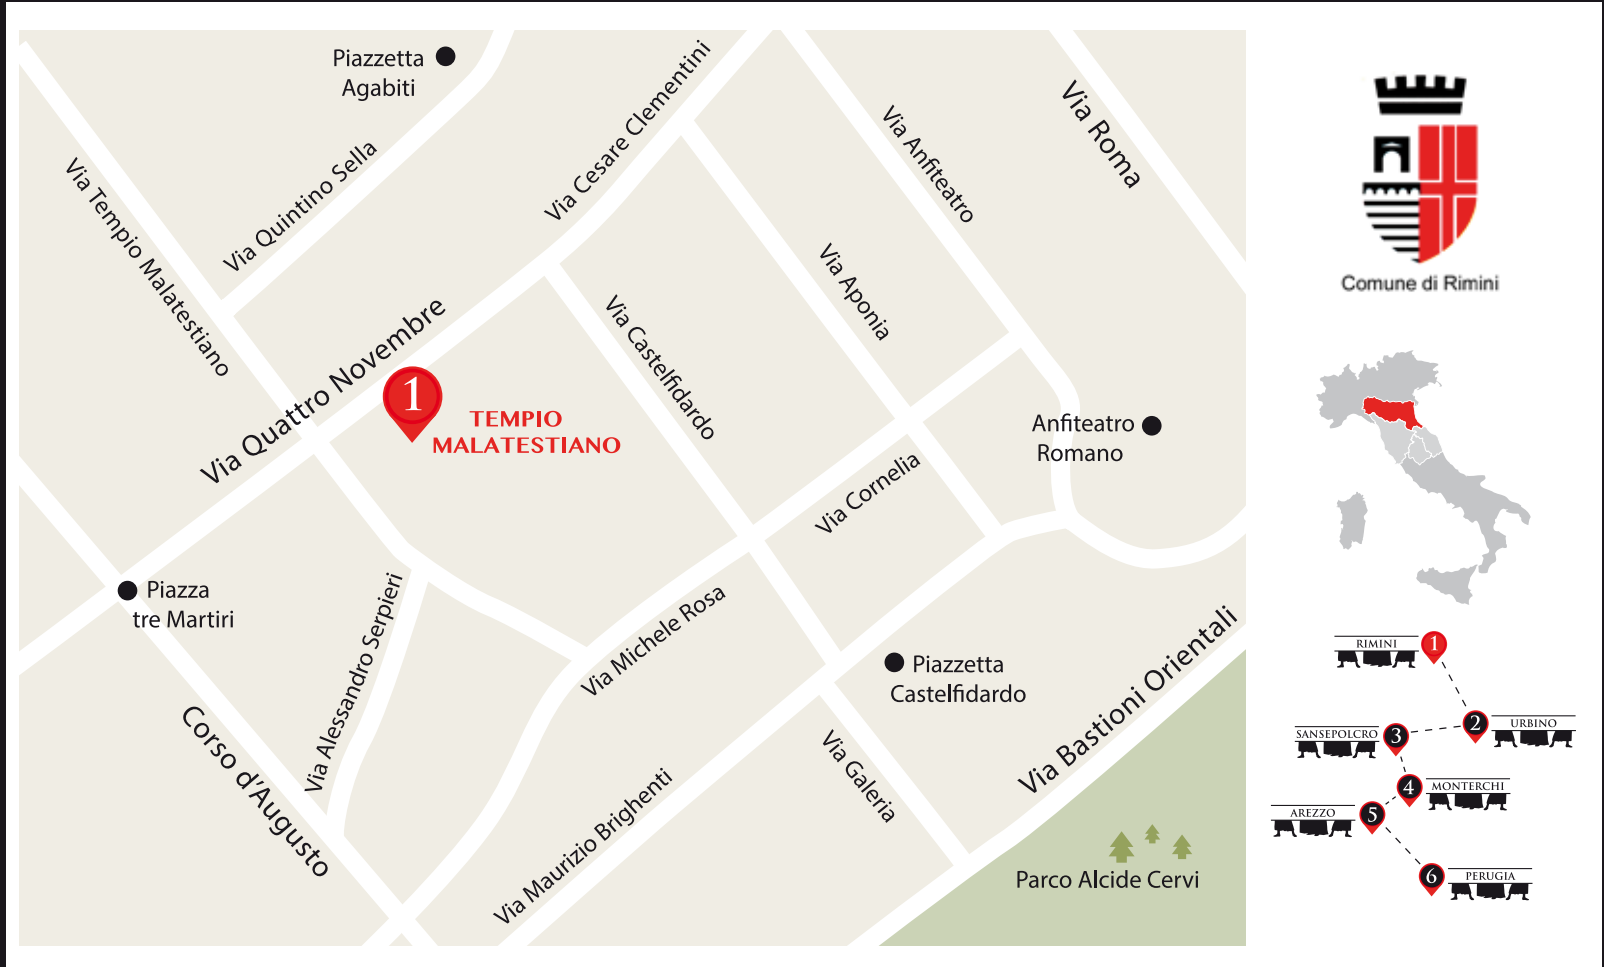 Piazzetta
Agabiti
Via Tempio Malatestiano
Via Quintino Sella
Via Cesare Clementini
Via Anfiteatro
Via Roma
Via Aponia
Via Castelfidardo
Via Quattro Novembre
1
TEMPIO
MALATESTIANO
Anfiteatro
Romano
Via Cornelia
Piazza
tre Martiri
Via Alessandro Serpieri
Via Michele Rosa
Piazzetta
Castelfidardo
Via Bastioni Orientali
Corso d'Augusto
Via Galeria
Via Maurizio Brighenti
Parco Alcide Cervi
Comune di Rimini
RIMINI
1
2
URBINO
SANSEPOLCRO
3
4
MONTERCHI
AREZZO
5
6
PERUGIA